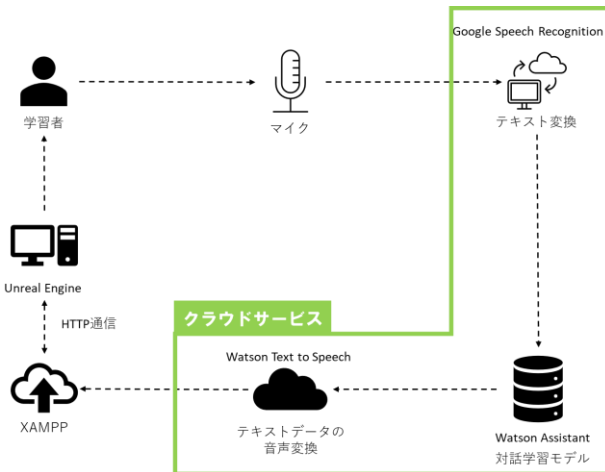 Google Speech Recognition
学習者
マイク
テキスト変換
Unreal Engine
HTTP通信
クラウドサービス
Watson Text to Speech
XAMPP
テキストデータの
音声変換
Watson Assistant
対話学習モデル